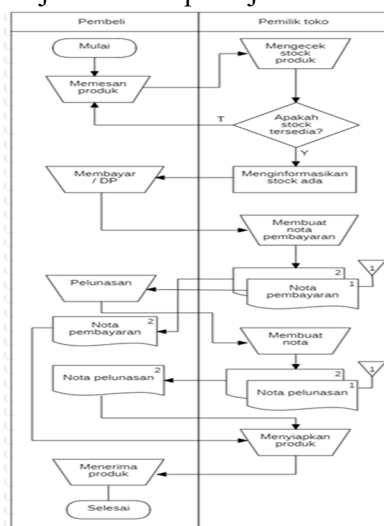 Pembeli
Pemilik toko
Mulai
Mengecek
stock
produk
Memesan
produk
Apakah
stock
tersedia?
T
Y
Membayar
/ DP
Menginformasikan
stock ada
Membuat
nota
pembayaran
Pelunasan
2
1
Nota
pembayaran
1
Nota
pembayaran
2
Membuat
nota
Nota pelunasan
2
2
1
Nota pelunasan
1
Menyiapkan
produk
Menerima
produk
Selesai